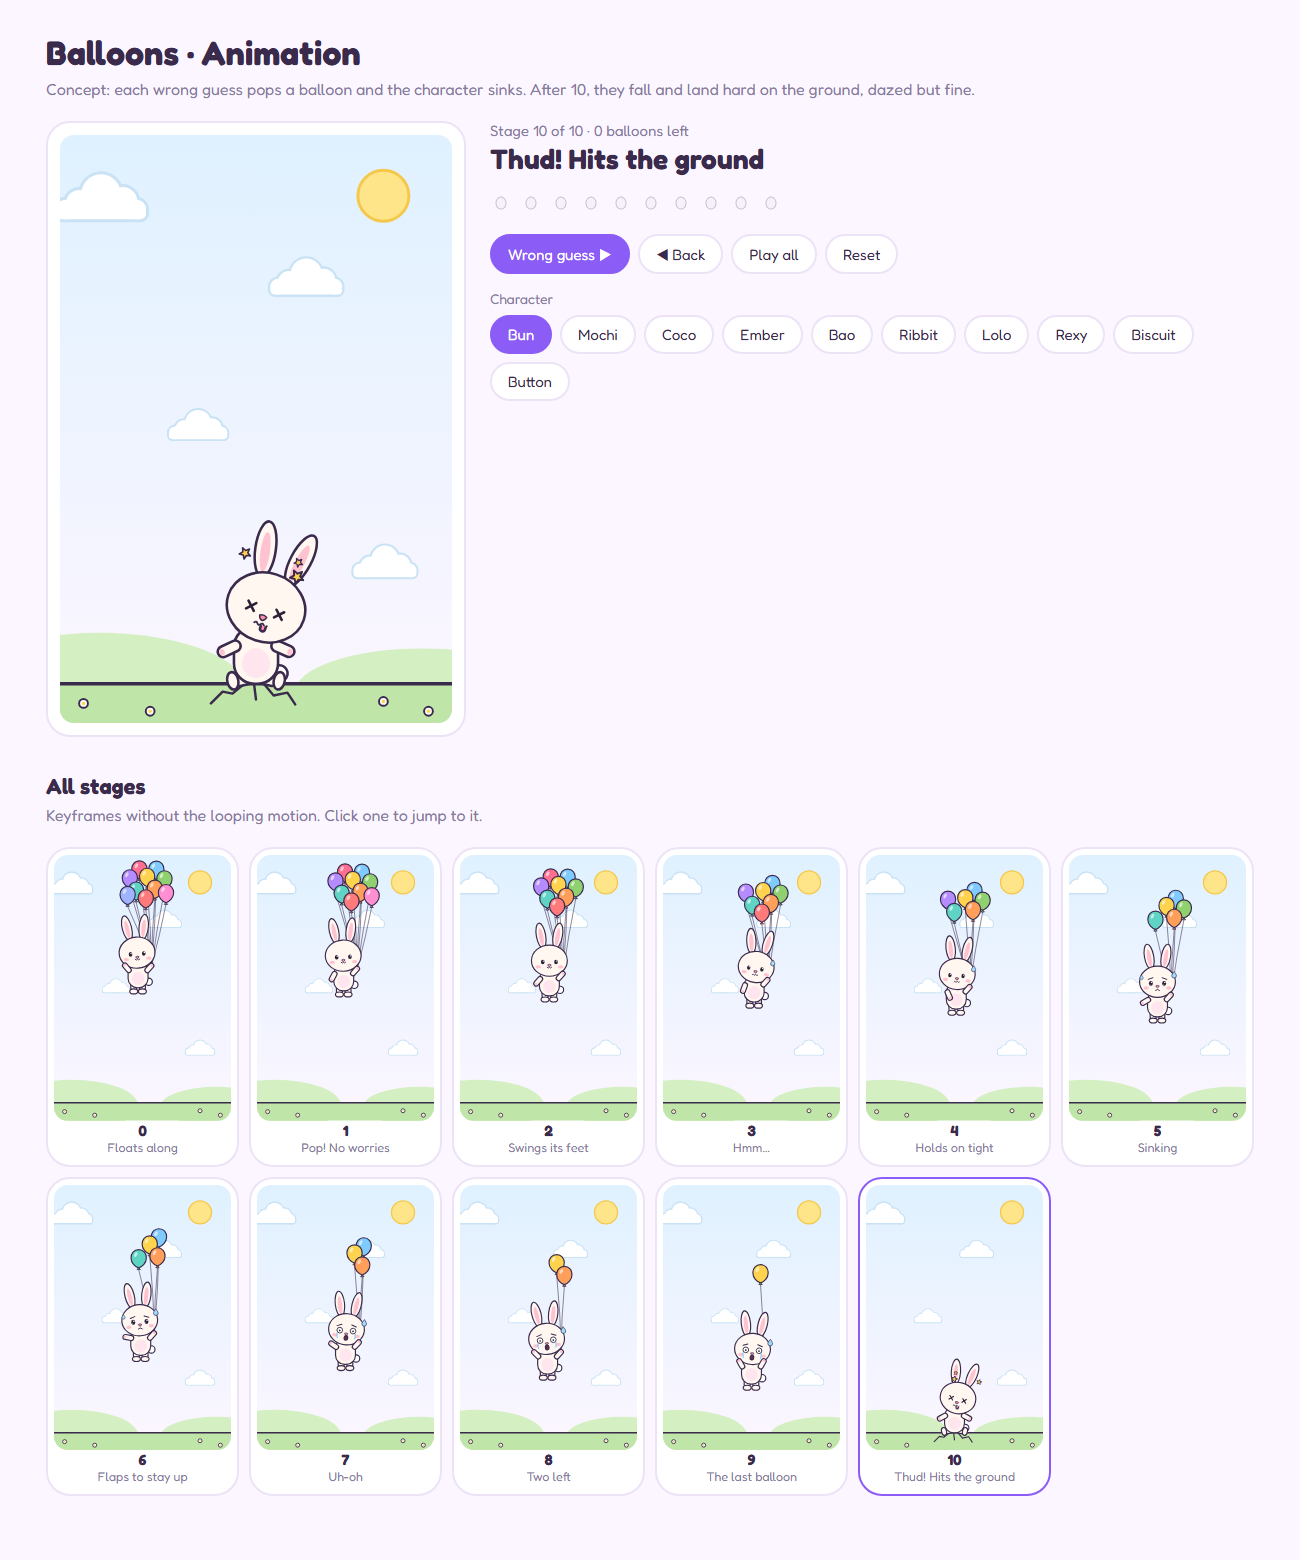 Balloons · Animation
Concept: each wrong guess pops a balloon and the character sinks. After 10, they fall and land hard on the ground, dazed but fine.
Stage 10 of 10 · 0 balloons left
Thud! Hits the ground
Wrong guess ▶
◀ Back
Play all
Reset
Character
Bun
Mochi
Coco
Ember
Bao
Ribbit
Lolo
Rexy
Biscuit
Button
All stages
Keyframes without the looping motion. Click one to jump to it.
0
Floats along
1
Pop! No worries
2
Swings its feet
3
Hmm...
4
Holds on tight
5
Sinking
6
Flaps to stay up
7
Uh-oh
8
Two left
9
The last balloon
10
Thud! Hits the ground